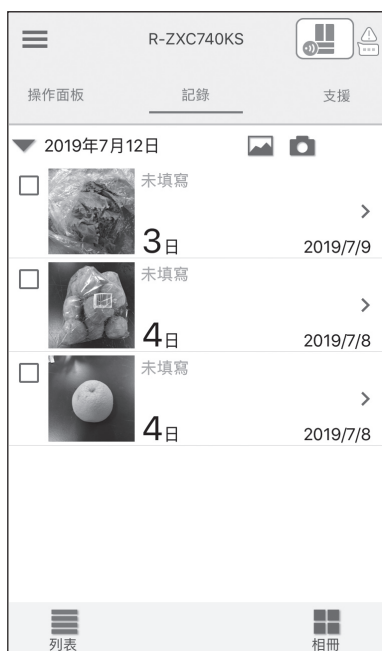 R-ZXC740KS
操作面板 記錄 支援
2019年7月12日
未填寫
3日 2019/7/9
未填寫
4日 2019/7/8
未填寫
4日 2019/7/8
列表 相冊